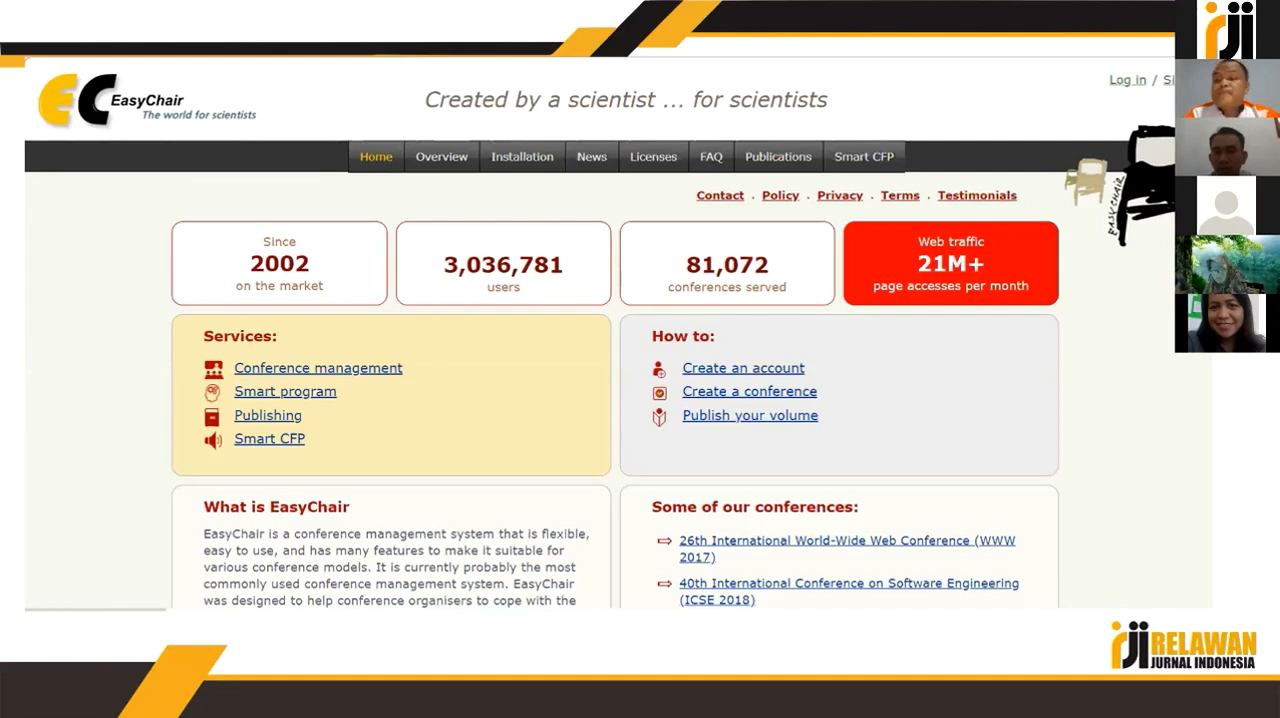 EC EasyChair
The world for scientists
Created by a scientist ... for scientists
Log in / Si
Home Overview Installation News Licenses FAQ Publications Smart CFP
Contact . Policy . Privacy . Terms . Testimonials
EASYCHAIR
Since
2002
on the market
3,036,781
users
81,072
conferences served
Web traffic
21M+
page accesses per month
Services:
Conference management
Smart program
Publishing
Smart CFP
How to:
Create an account
Create a conference
Publish your volume
What is EasyChair
EasyChair is a conference management system that is flexible,
easy to use, and has many features to make it suitable for
various conference models. It is currently probably the most
commonly used conference management system. EasyChair
was designed to help conference organisers to cope with the
Some of our conferences:
26th International World-Wide Web Conference (WWW
2017)
40th International Conference on Software Engineering
(ICSE 2018)
rji
rji RELAWAN
JURNAL INDONESIA